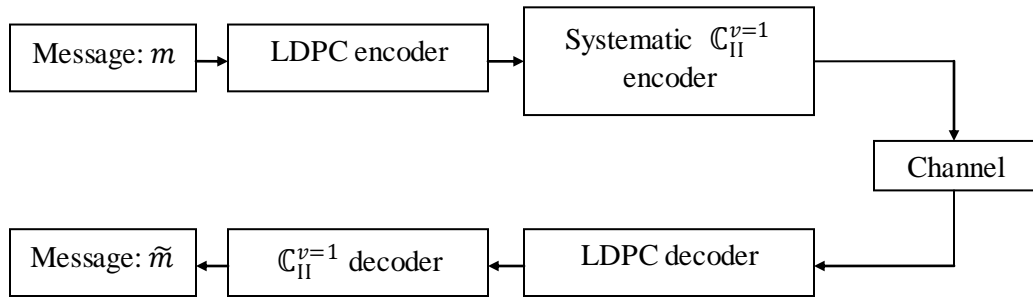 Message: 𝑚
LDPC encoder
Systematic ℂ_II^{𝑣=1}
encoder
Channel
Message: 𝑚̃
ℂ_II^{𝑣=1} decoder
LDPC decoder